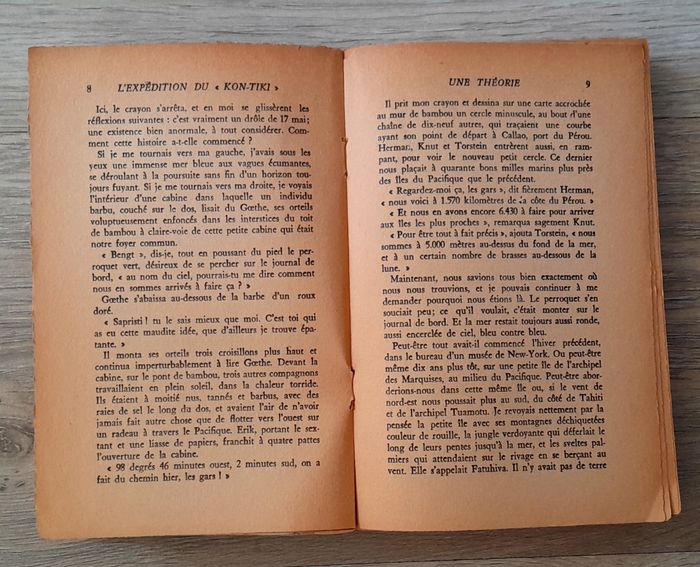 8 L'EXPÉDITION DU « KON-TIKI »
Ici, le crayon s'arrêta, et en moi se glissèrent les
réflexions suivantes : c'est vraiment un drôle de 17 mai ;
une existence bien anormale, à tout considérer. Com-
ment cette histoire a-t-elle commencé ?
Si je me tournais vers ma gauche, j'avais sous les
yeux une immense mer bleue aux vagues écumantes,
se déroulant à la poursuite sans fin d'un horizon tou-
jours fuyant. Si je me tournais vers ma droite, je voyais
l'intérieur d'une cabine dans laquelle un individu
barbu, couché sur le dos, lisait du Gœthe, ses orteils
voluptueusement enfoncés dans les interstices du toit
de bambou à claire-voie de cette petite cabine qui était
notre foyer commun.
« Bengt », dis-je, tout en poussant du pied le per-
roquet vert, désireux de se percher sur le journal de
bord, « au nom du ciel, pourrais-tu me dire comment
nous en sommes arrivés à faire ça ? »
Gœthe s'abaissa au-dessous de la barbe d'un roux
doré.
« Sapristi ! tu le sais mieux que moi. C'est toi qui
as eu cette maudite idée, que d'ailleurs je trouve épa-
tante. »
Il monta ses orteils trois croisillons plus haut et
continua imperturbablement à lire Gœthe. Devant la
cabine, sur le pont de bambou, trois autres compagnons
travaillaient en plein soleil, dans la chaleur torride.
Ils étaient à moitié nus, tannés et barbus, avec des
raies de sel le long du dos, et avaient l'air de n'avoir
jamais fait autre chose que de flotter vers l'ouest sur
un radeau à travers le Pacifique. Erik, portant le sex-
tant et une liasse de papiers, franchit à quatre pattes
l'ouverture de la cabine.
« 98 degrés 46 minutes ouest, 2 minutes sud, on a
fait du chemin hier, les gars ! »
UNE THÉORIE 9
Il prit mon crayon et dessina sur une carte accrochée
au mur de bambou un cercle minuscule, au bout d'une
chaîne de dix-neuf autres, qui traçaient une courbe
ayant son point de départ à Callao, port du Pérou.
Herman, Knut et Torstein entrèrent aussi, en ram-
pant, pour voir le nouveau petit cercle. Ce dernier
nous plaçait à quarante bons milles marins plus près
des îles du Pacifique que le précédent.
« Regardez-moi ça, les gars », dit fièrement Herman,
« nous voici à 1.570 kilomètres de la côte du Pérou. »
« Et nous en avons encore 6.430 à faire pour arriver
aux îles les plus proches », remarqua sagement Knut.
« Pour être tout à fait précis », ajouta Torstein, « nous
sommes à 5.000 mètres au-dessus du fond de la mer,
et à un certain nombre de brasses au-dessous de la
lune. »
Maintenant, nous savions tous bien exactement où
nous nous trouvions, et je pouvais continuer à me
demander pourquoi nous étions là. Le perroquet s'en
souciait peu; ce qu'il voulait, c'était monter sur le
journal de bord. Et la mer restait toujours aussi ronde,
aussi encerclée de ciel, bleu contre bleu.
Peut-être tout avait-il commencé l'hiver précédent,
dans le bureau d'un musée de New-York. Ou peut-être
même dix ans plus tôt, sur une petite île de l'archipel
des Marquises, au milieu du Pacifique. Peut-être abor-
derions-nous dans cette même île ou, si le vent de
nord-est nous poussait plus au sud, du côté de Tahiti
et de l'archipel Tuamotu. Je revoyais nettement par la
pensée la petite île avec ses montagnes déchiquetées
couleur de rouille, la jungle verdoyante qui déferlait le
long de leurs pentes jusqu'à la mer, et les sveltes pal-
miers qui attendaient sur le rivage en se berçant au
vent. Elle s'appelait Fatuhiva. Il n'y avait pas de terre